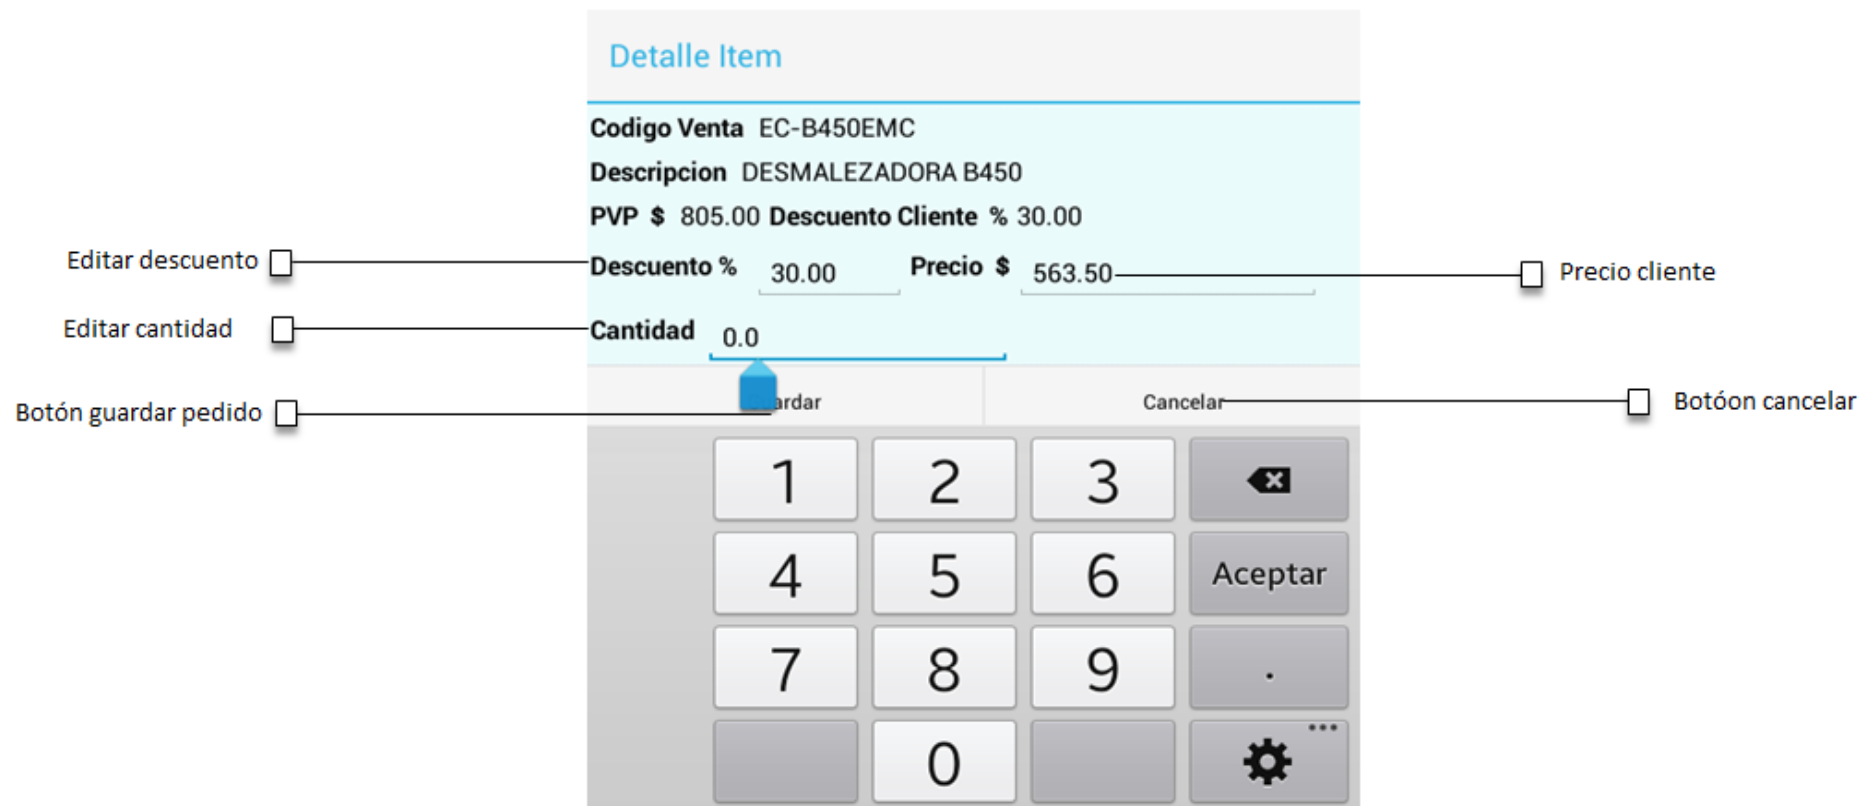 Detalle Item
Codigo Venta EC-B450EMC
Descripcion DESMALEZADORA B450
PVP $ 805.00 Descuento Cliente % 30.00
Editar descuento
Descuento % 30.00 Precio $ 563.50
Precio cliente
Editar cantidad
Cantidad 0.0
Botón guardar pedido
ardar
Cancelar
Botóon cancelar
1 2 3
4 5 6 Aceptar
7 8 9 .
0